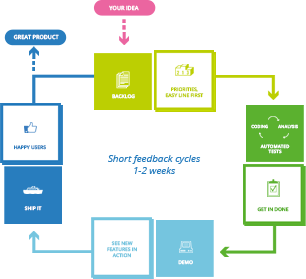 YOUR IDEA
GREAT PRODUCT
BACKLOG
PRIORITIES,
EASY LINE FIRST
CODING ANALYSIS
AUTOMATED
TESTS
GET IN DONE
DEMO
SEE NEW
FEATURES IN
ACTION
SHIP IT
HAPPY USERS
Short feedback cycles
1-2 weeks